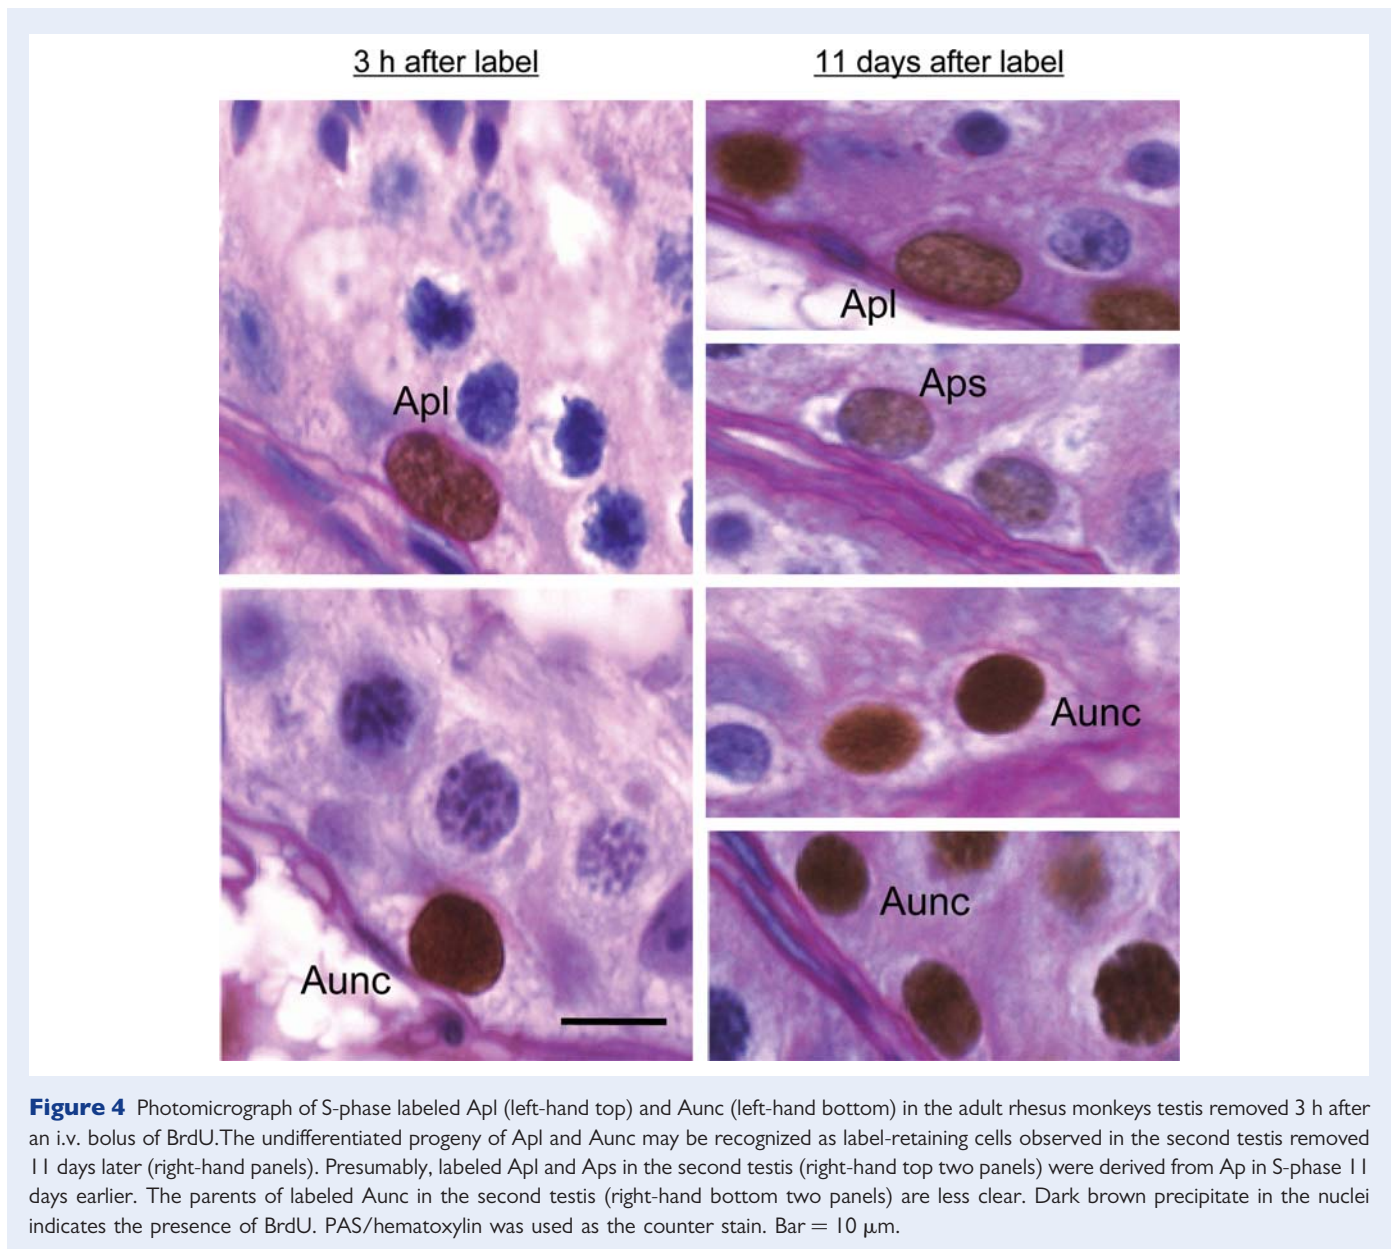 3 h after label
11 days after label
Apl
Apl
Aps
Aunc
Aunc
Aunc
Figure 4 Photomicrograph of S-phase labeled Apl (left-hand top) and Aunc (left-hand bottom) in the adult rhesus monkeys testis removed 3 h after
an i.v. bolus of BrdU.The undifferentiated progeny of Apl and Aunc may be recognized as label-retaining cells observed in the second testis removed
11 days later (right-hand panels). Presumably, labeled Apl and Aps in the second testis (right-hand top two panels) were derived from Ap in S-phase 11
days earlier. The parents of labeled Aunc in the second testis (right-hand bottom two panels) are less clear. Dark brown precipitate in the nuclei
indicates the presence of BrdU. PAS/hematoxylin was used as the counter stain. Bar = 10 μm.